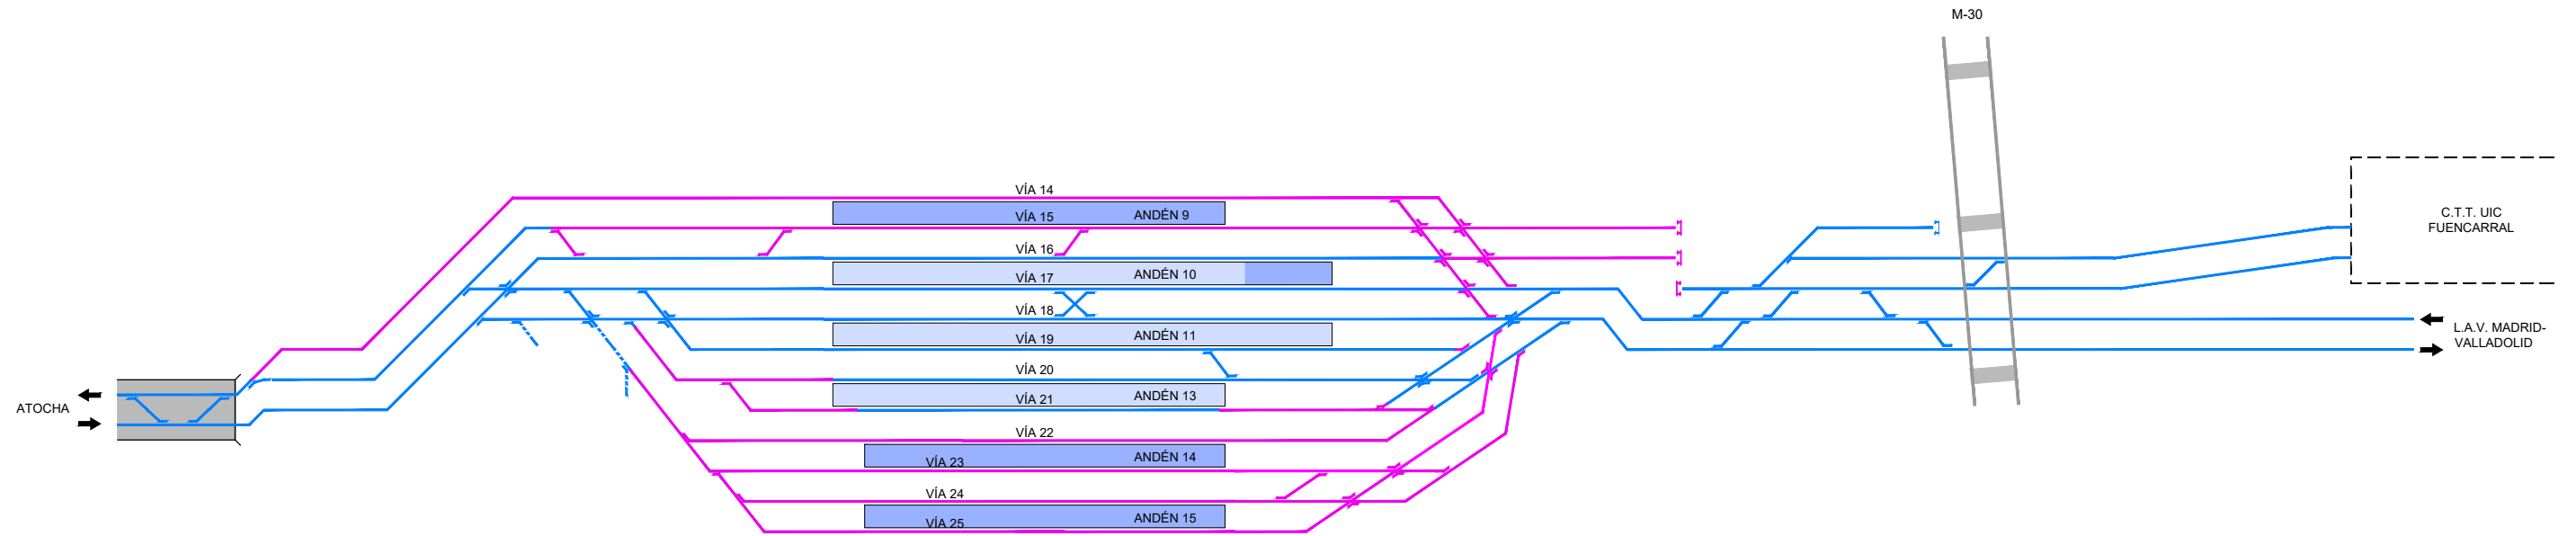 M-30
VÍA 14
VÍA 15
ANDÉN 9
VÍA 16
VÍA 17
ANDÉN 10
VÍA 18
VÍA 19
ANDÉN 11
VÍA 20
VÍA 21
ANDÉN 13
VÍA 22
VÍA 23
ANDÉN 14
VÍA 24
VÍA 25
ANDÉN 15
ATOCHA
C.T.T. UIC
FUENCARRAL
L.A.V. MADRID-
VALLADOLID